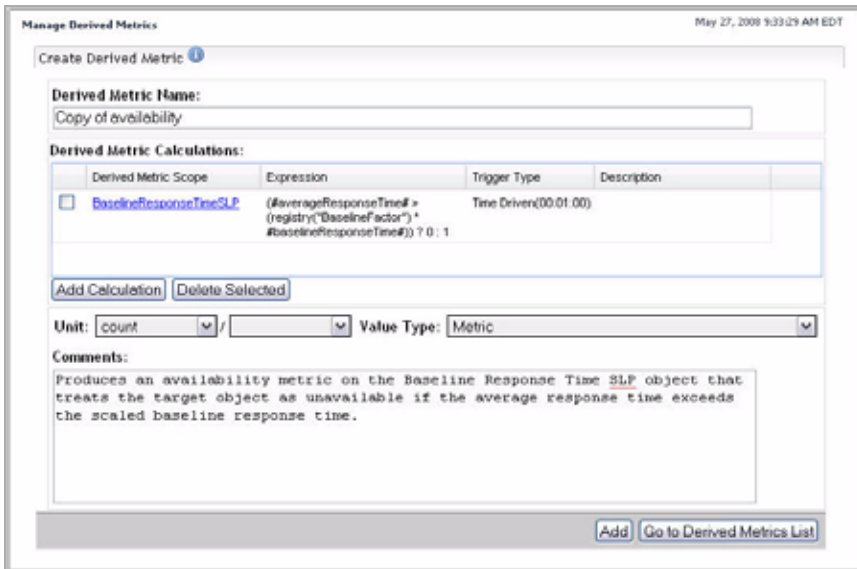 Manage Derived Metrics
May 27, 2008 9:33:29 AM EDT
Create Derived Metric
Derived Metric Name:
Copy of availability
Derived Metric Calculations:
Derived Metric Scope Expression Trigger Type Description
BaselineResponseTimeSLP (#averageResponseTime# > Time Driven(00:01:00)
(registry("BaselineFactor") *
#baselineResponseTime#)) ? 0 : 1
Add Calculation Delete Selected
Unit: count / Value Type: Metric
Comments:
Produces an availability metric on the Baseline Response Time SLP object that
treats the target object as unavailable if the average response time exceeds
the scaled baseline response time.
Add Go to Derived Metrics List